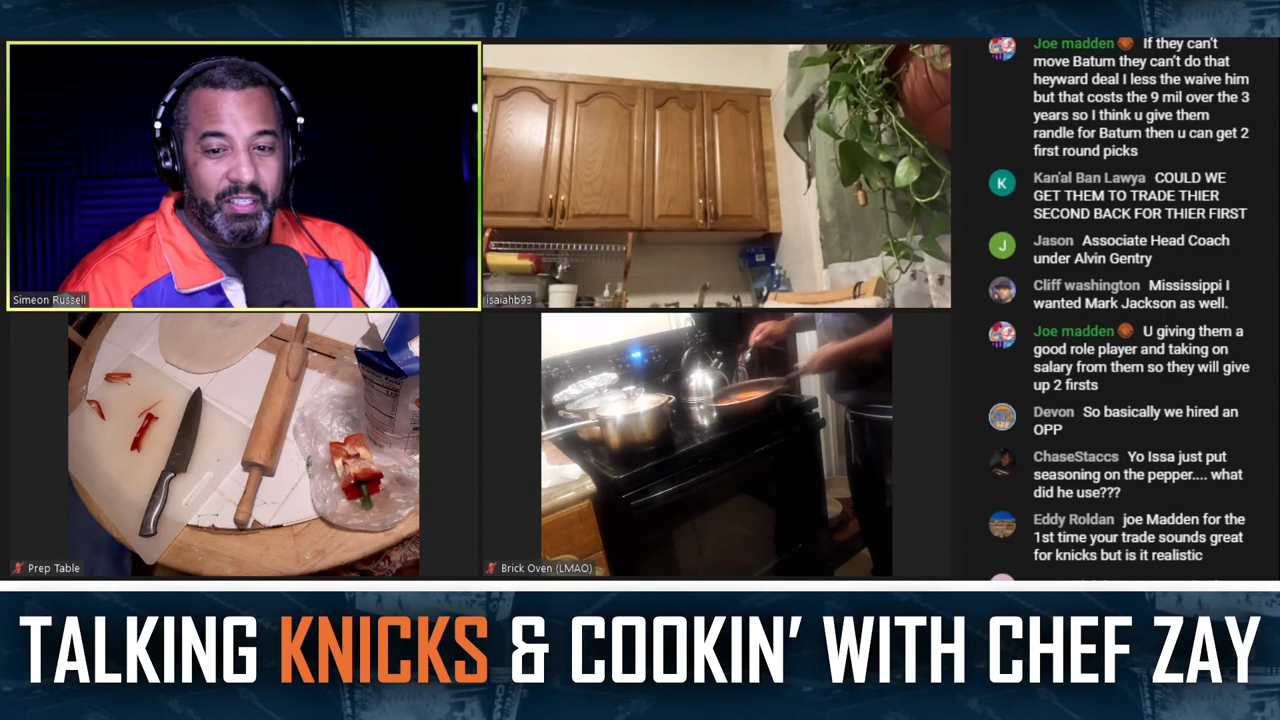 Simeon Russell
isaiahb93
Prep Table
Brick Oven (LMAO)
Joe madden If they can't
move Batum they can't do that
heyward deal I less the waive him
but that costs the 9 mil over the 3
years so I think u give them
randle for Batum then u can get 2
first round picks
K
Kan'al Ban Lawya COULD WE
GET THEM TO TRADE THIER
SECOND BACK FOR THIER FIRST
J
Jason Associate Head Coach
under Alvin Gentry
Cliff washington Mississippi I
wanted Mark Jackson as well.
Joe madden U giving them a
good role player and taking on
salary from them so they will give
up 2 firsts
Devon So basically we hired an
OPP
ChaseStaccs Yo Issa just put
seasoning on the pepper.... what
did he use???
Eddy Roldan joe Madden for the
1st time your trade sounds great
for knicks but is it realistic
TALKING KNICKS & COOKIN' WITH CHEF ZAY